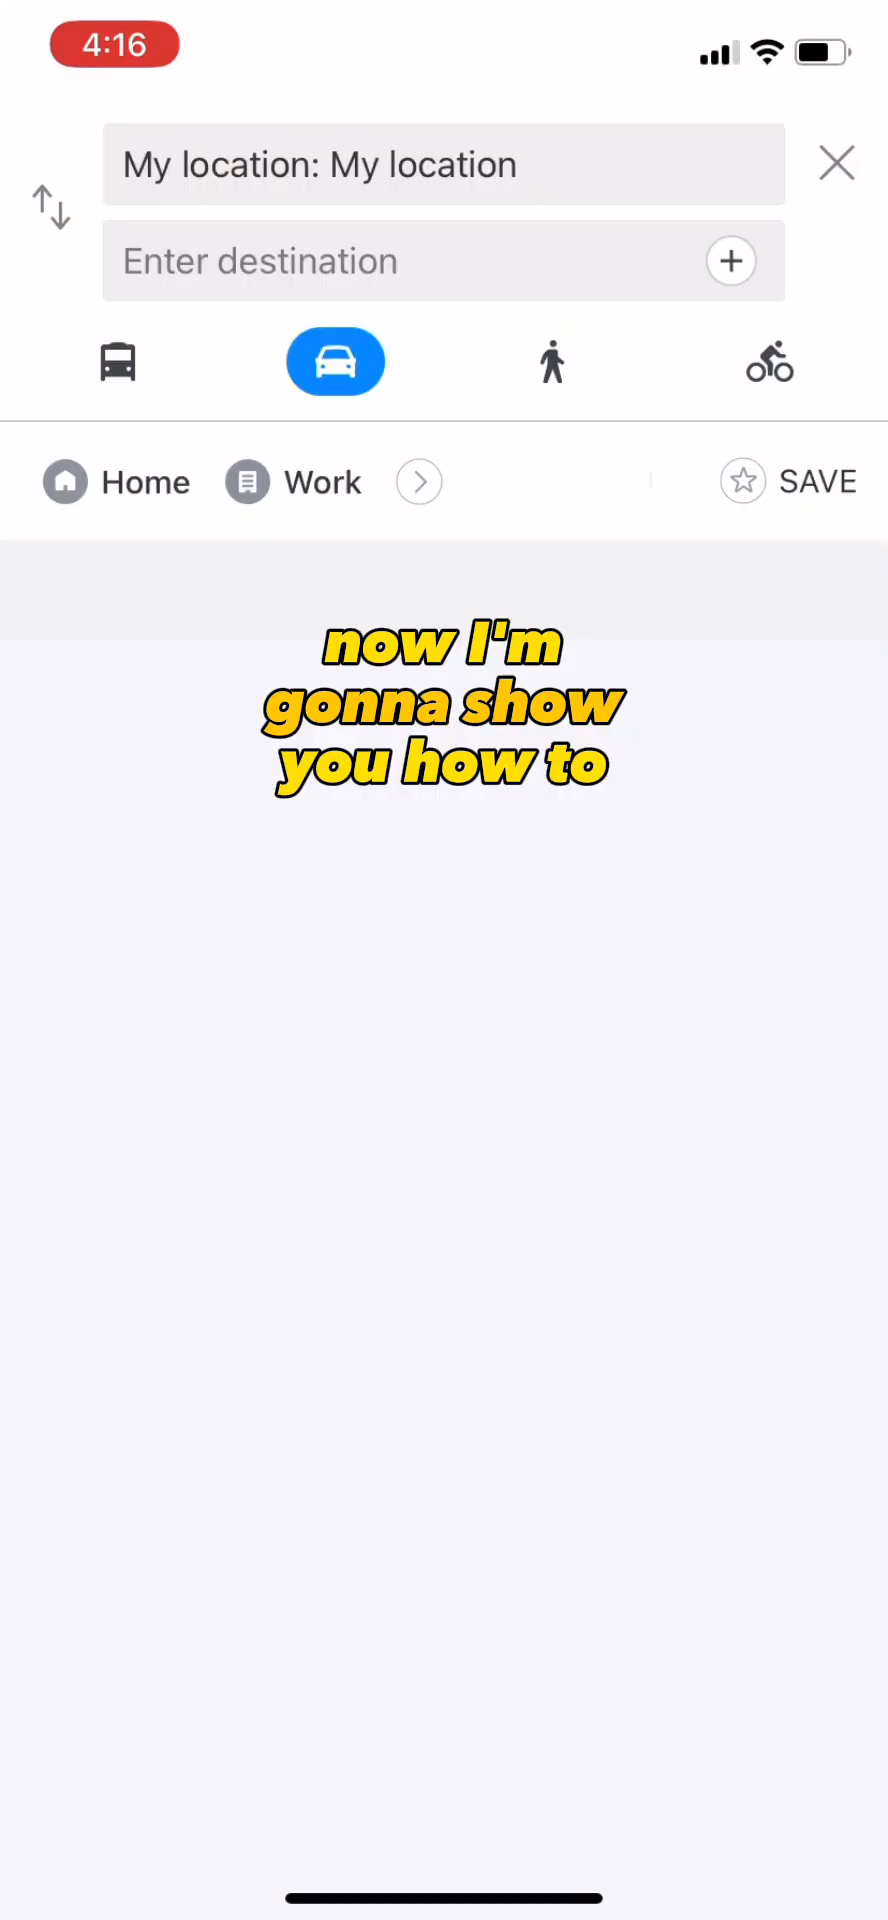 4:16
My location: My location
Enter destination
Home Work SAVE
now I'm
gonna show
you how to